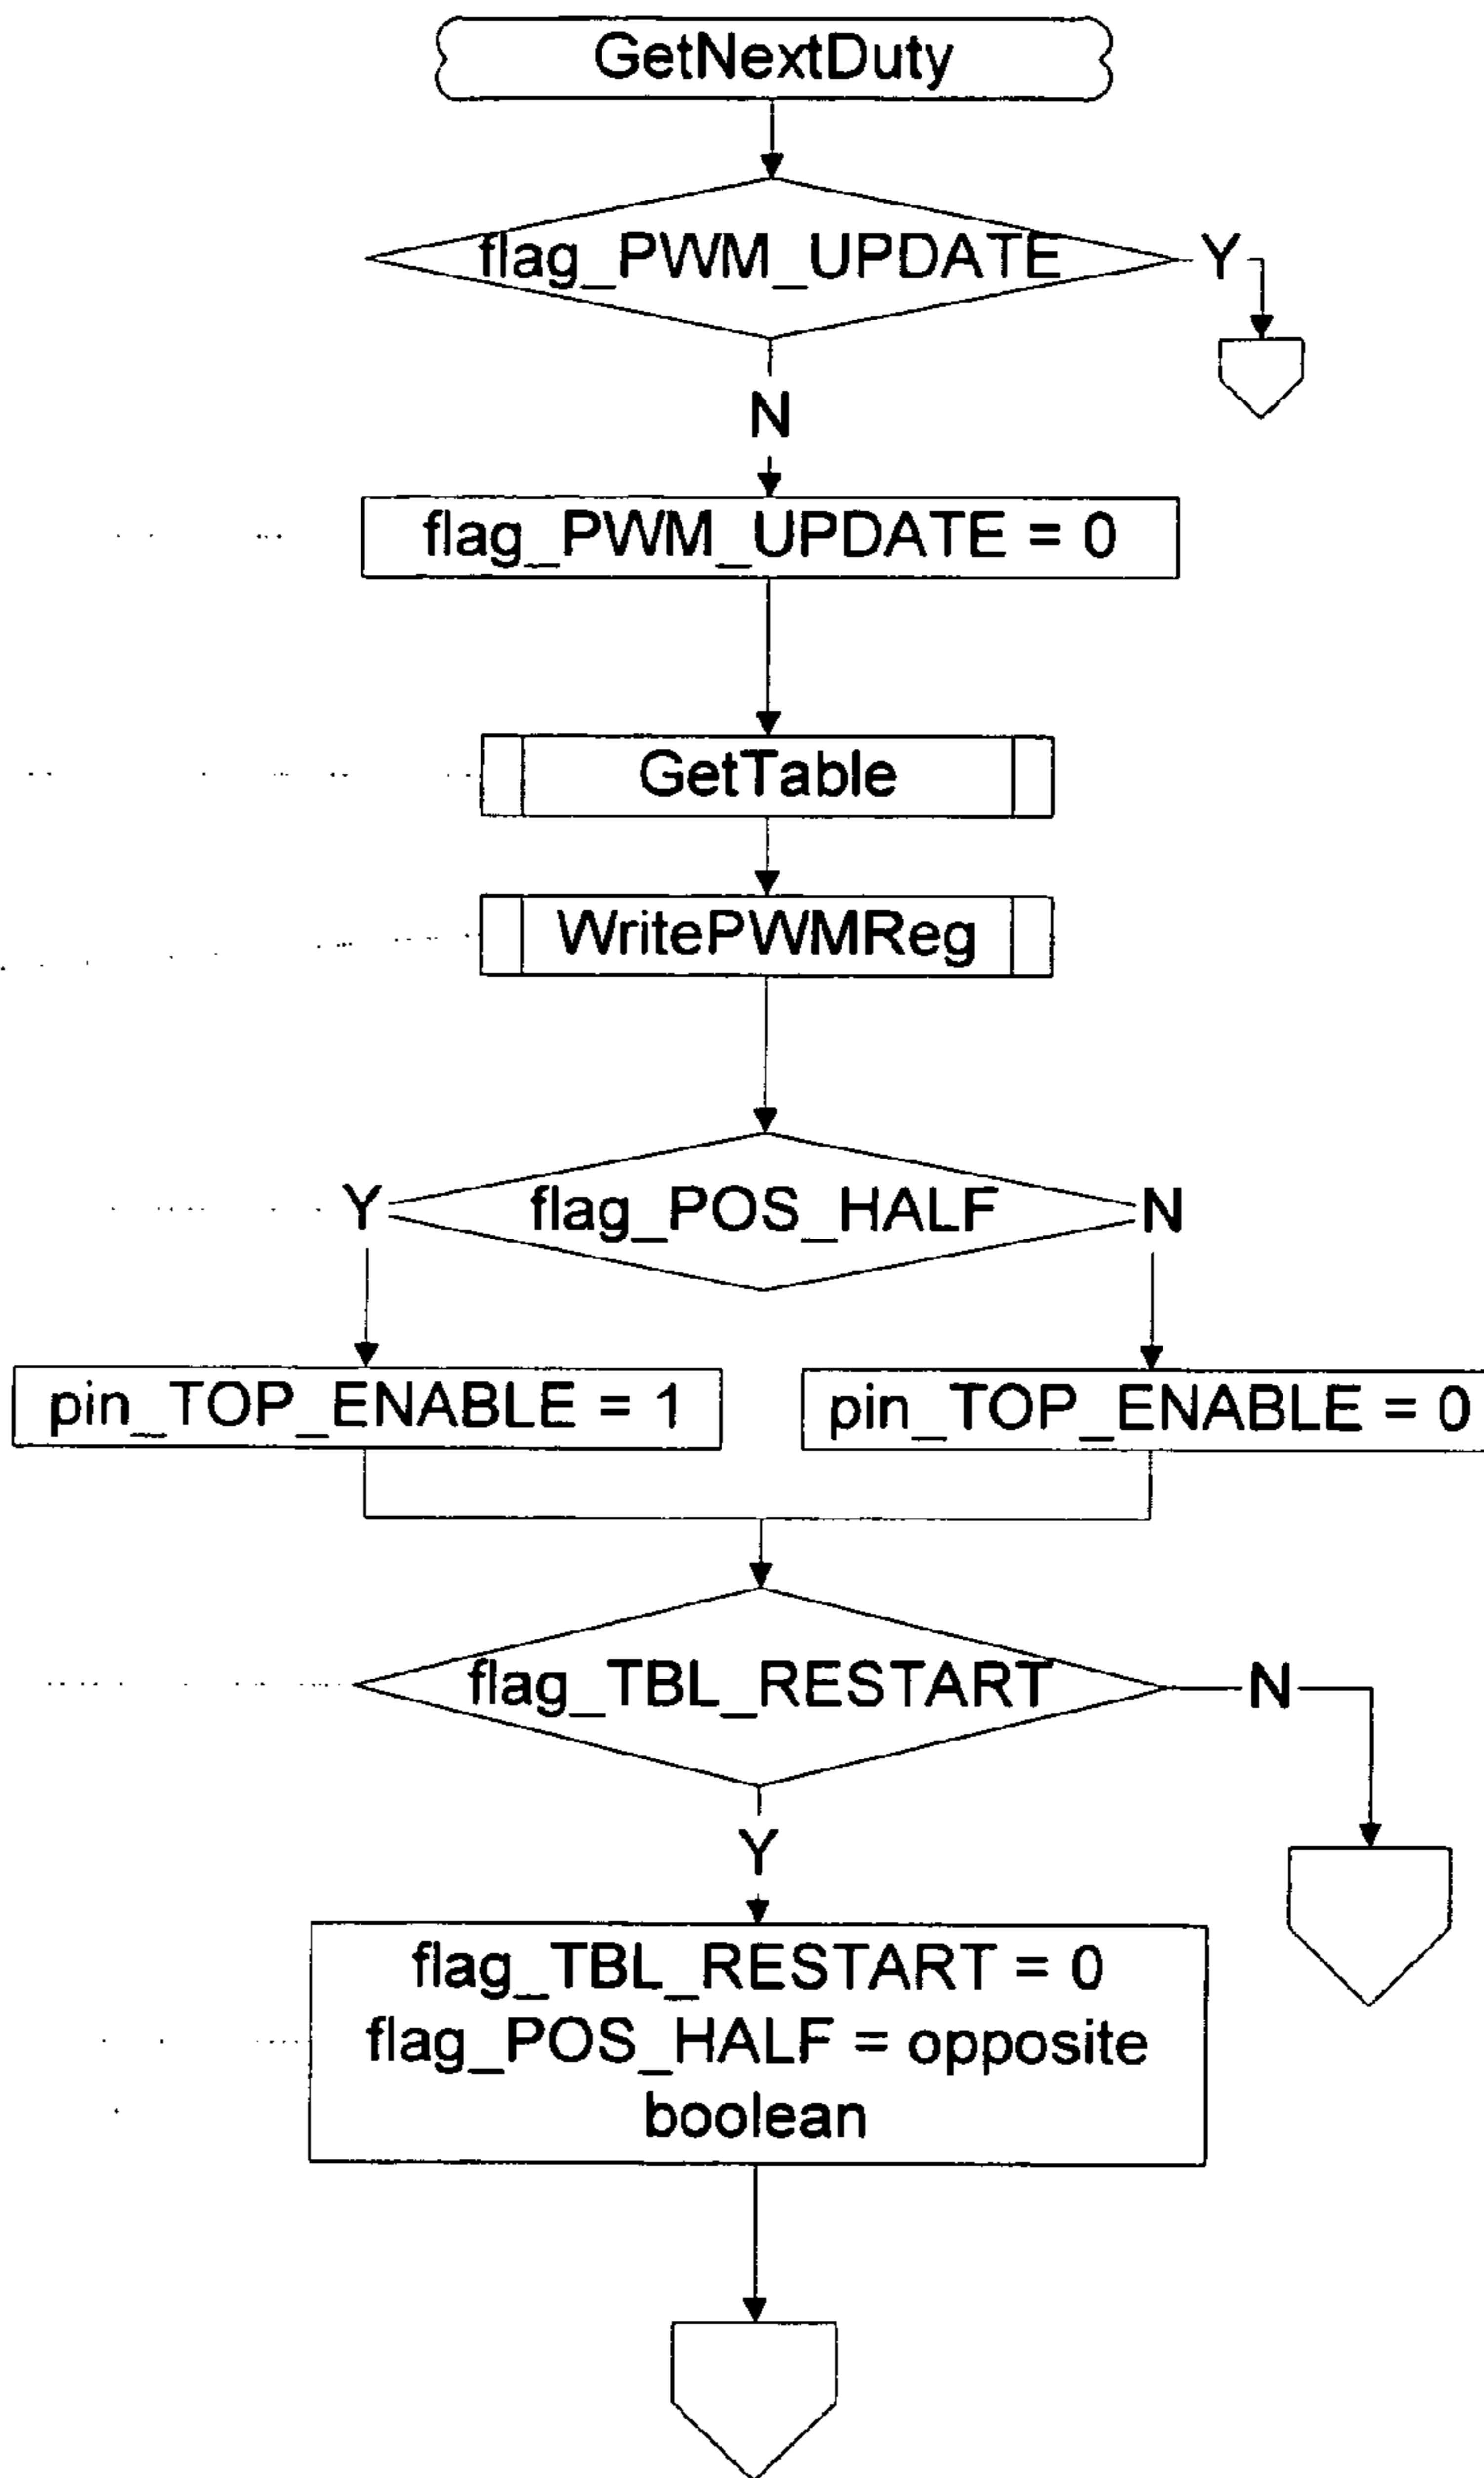 GetNextDuty
flag_PWM_UPDATE
Y
N
flag_PWM_UPDATE = 0
GetTable
WritePWMReg
Y
flag_POS_HALF
N
pin_TOP_ENABLE = 1
pin_TOP_ENABLE = 0
flag_TBL_RESTART
N
Y
flag_TBL_RESTART = 0
flag_POS_HALF = opposite
boolean